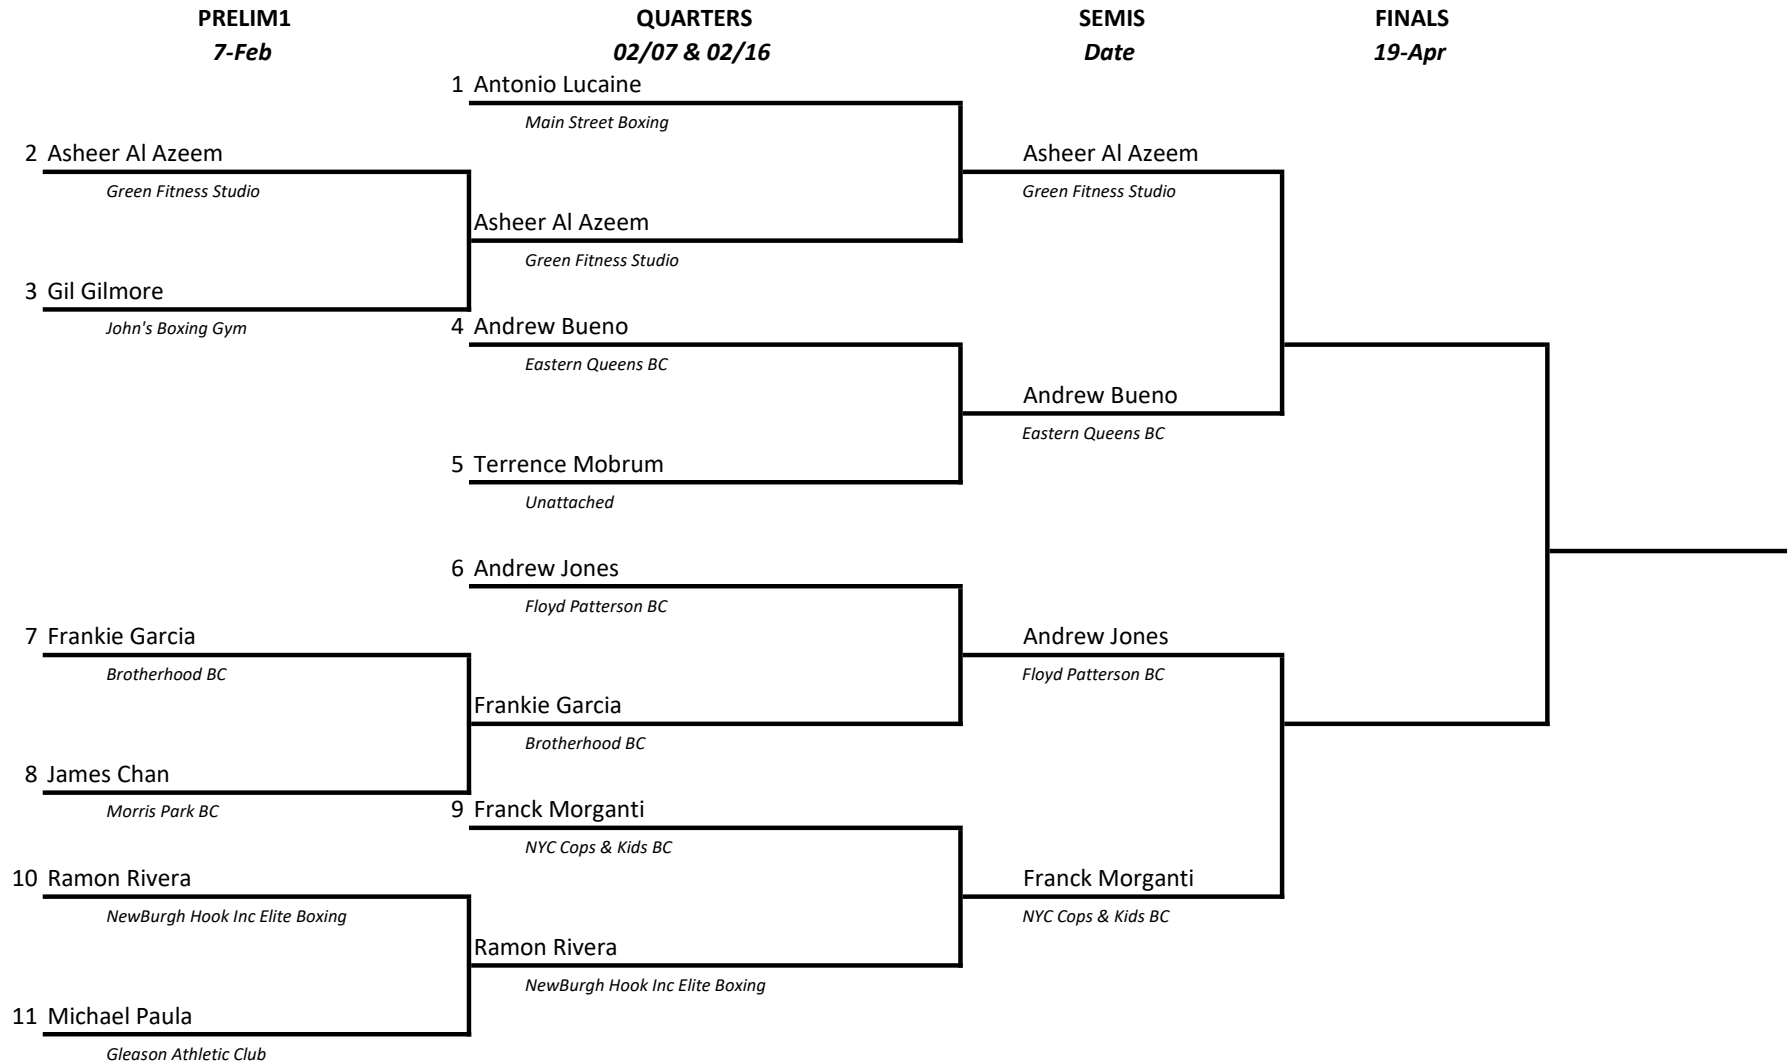 PRELIM1 QUARTERS SEMIS FINALS
7-Feb 02/07 & 02/16 Date 19-Apr
1 Antonio Lucaine
Main Street Boxing
2 Asheer Al Azeem Asheer Al Azeem
Green Fitness Studio Green Fitness Studio
Asheer Al Azeem
Green Fitness Studio
3 Gil Gilmore
John's Boxing Gym 4 Andrew Bueno
Eastern Queens BC
Andrew Bueno
Eastern Queens BC
5 Terrence Mobrum
Unattached
6 Andrew Jones
Floyd Patterson BC
7 Frankie Garcia Andrew Jones
Brotherhood BC Floyd Patterson BC
Frankie Garcia
Brotherhood BC
8 James Chan
Morris Park BC 9 Franck Morganti
NYC Cops & Kids BC
10 Ramon Rivera Franck Morganti
NewBurgh Hook Inc Elite Boxing NYC Cops & Kids BC
Ramon Rivera
NewBurgh Hook Inc Elite Boxing
11 Michael Paula
Gleason Athletic Club